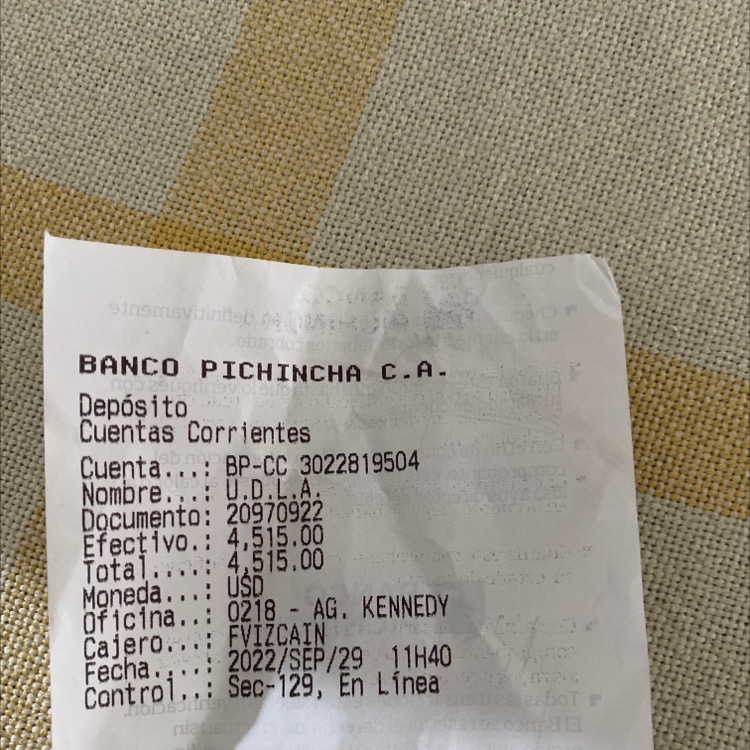 BANCO PICHINCHA C.A.
Depósito
Cuentas Corrientes
Cuenta...: BP-CC 3022819504
Nombre...: U.D.L.A.
Documento: 20970922
Efectivo.: 4,515.00
Total....: 4,515.00
Moneda...: USD
Oficina..: 0218 - AG. KENNEDY
Cajero...: FVIZCAIN
Fecha....: 2022/SEP/29 11H40
Control..: Sec-129, En Línea